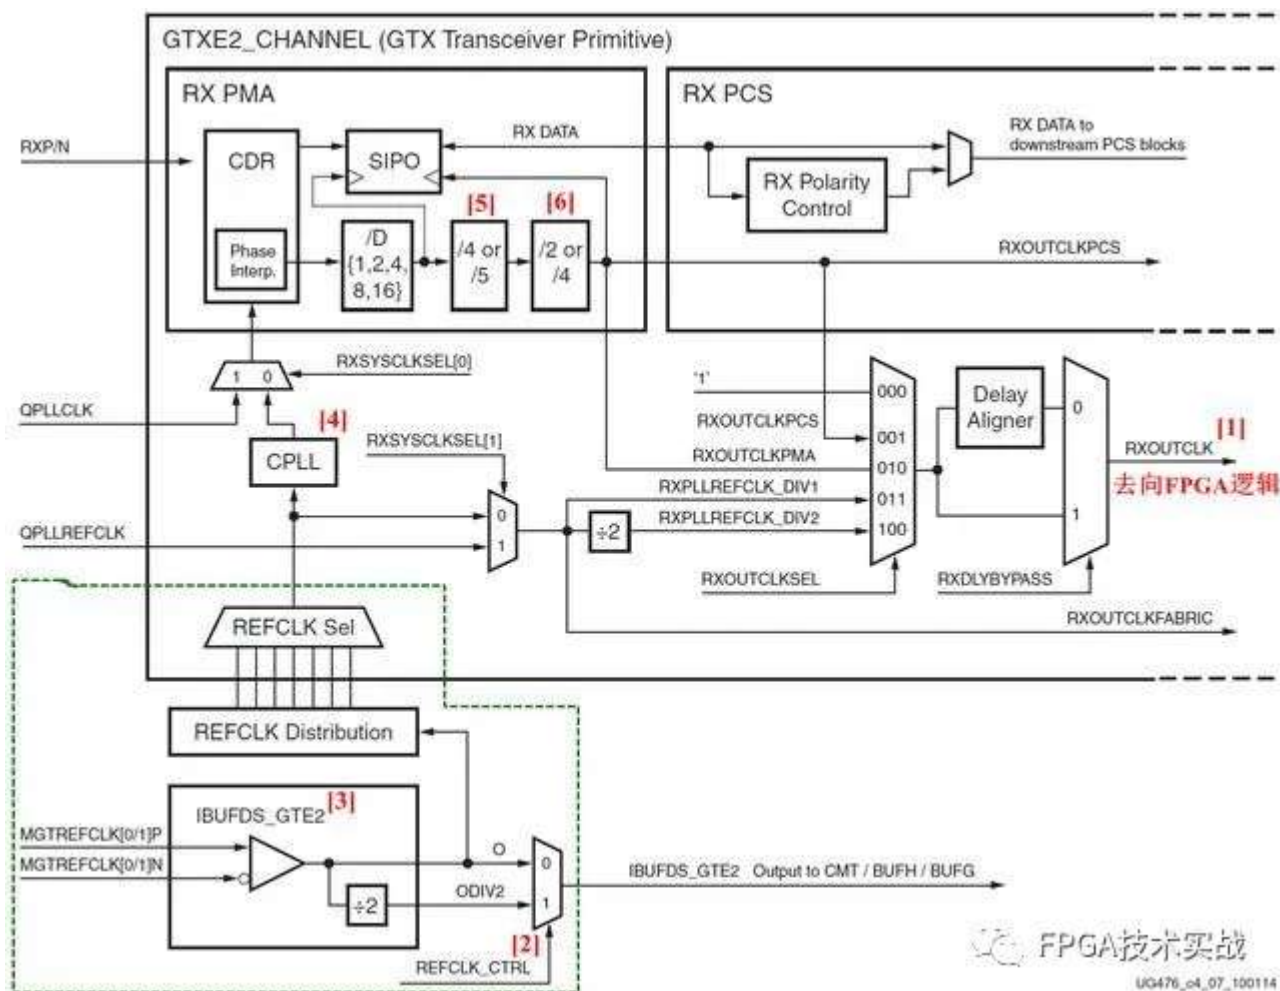 GTXE2_CHANNEL (GTX Transceiver Primitive)
RX PMA
RX PCS
RXP/N
CDR
SIPO
RX DATA
RX DATA to
downstream PCS blocks
RX Polarity
Control
[5]
[6]
Phase
Interp.
/D
{1,2,4,
8,16}
/4 or
/5
/2 or
/4
RXOUTCLKPCS
1 0
RXSYSCLKSEL[0]
QPLLCLK
[4]
CPLL
RXSYSCLKSEL[1]
'1'
000
RXOUTCLKPCS
001
RXOUTCLKPMA
010
RXPLLREFCLK_DIV1
011
RXPLLREFCLK_DIV2
100
Delay
Aligner
0
1
[1]
RXOUTCLK
去向FPGA逻辑
QPLLREFCLK
0
1
÷2
RXOUTCLKSEL
RXDLYBYPASS
RXOUTCLKFABRIC
REFCLK Sel
REFCLK Distribution
IBUFDS_GTE2
[3]
MGTREFCLK[0/1]P
MGTREFCLK[0/1]N
O
0
ODIV2
1
÷2
[2]
REFCLK_CTRL
IBUFDS_GTE2 Output to CMT / BUFH / BUFG
FPGA技术实战
UG476_c4_07_100114